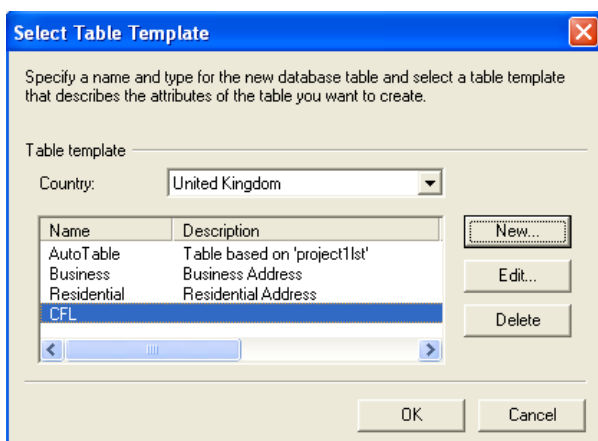 Select Table Template
Specify a name and type for the new database table and select a table template
that describes the attributes of the table you want to create.
Table template
Country: United Kingdom
Name Description
AutoTable Table based on 'project1lst'
Business Business Address
Residential Residential Address
CFL
New...
Edit...
Delete
OK Cancel